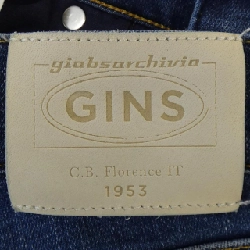 giabsarchivio
GINS
C.B. Florence IT
1953